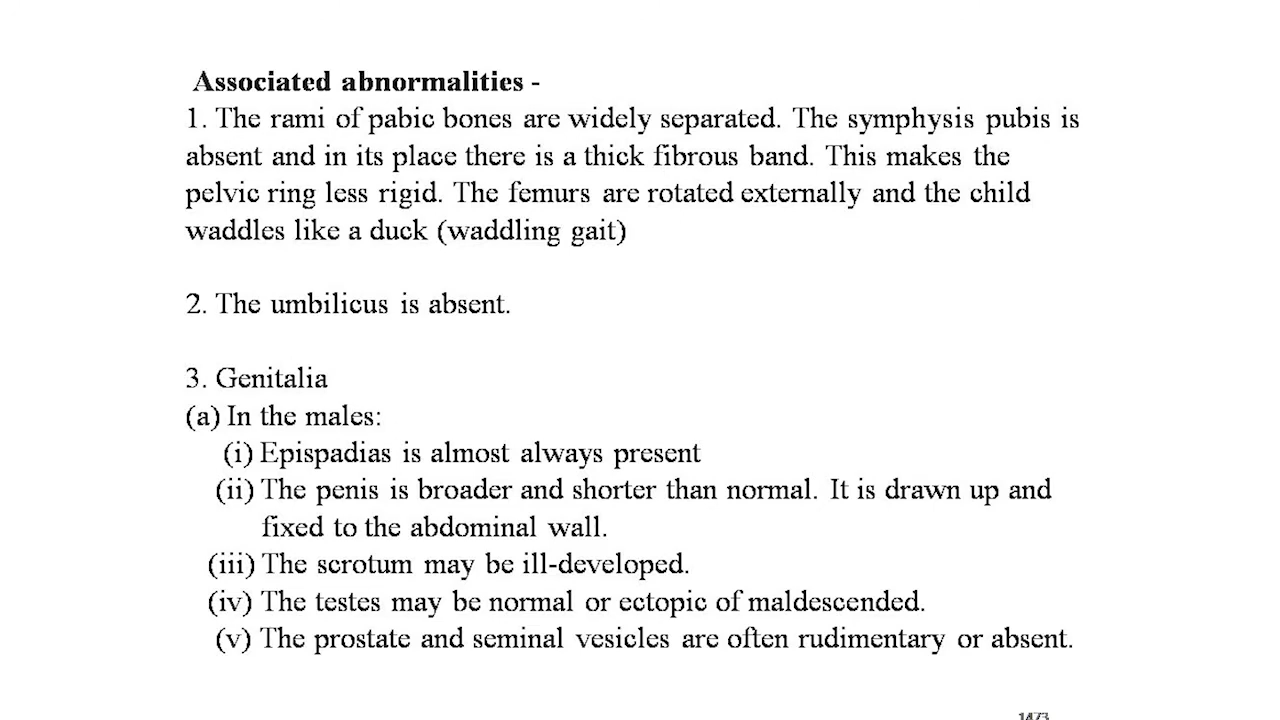 Associated abnormalities -
1. The rami of pabic bones are widely separated. The symphysis pubis is
absent and in its place there is a thick fibrous band. This makes the
pelvic ring less rigid. The femurs are rotated externally and the child
waddles like a duck (waddling gait)
2. The umbilicus is absent.
3. Genitalia
(a) In the males:
(i) Epispadias is almost always present
(ii) The penis is broader and shorter than normal. It is drawn up and
fixed to the abdominal wall.
(iii) The scrotum may be ill-developed.
(iv) The testes may be normal or ectopic of maldescended.
(v) The prostate and seminal vesicles are often rudimentary or absent.